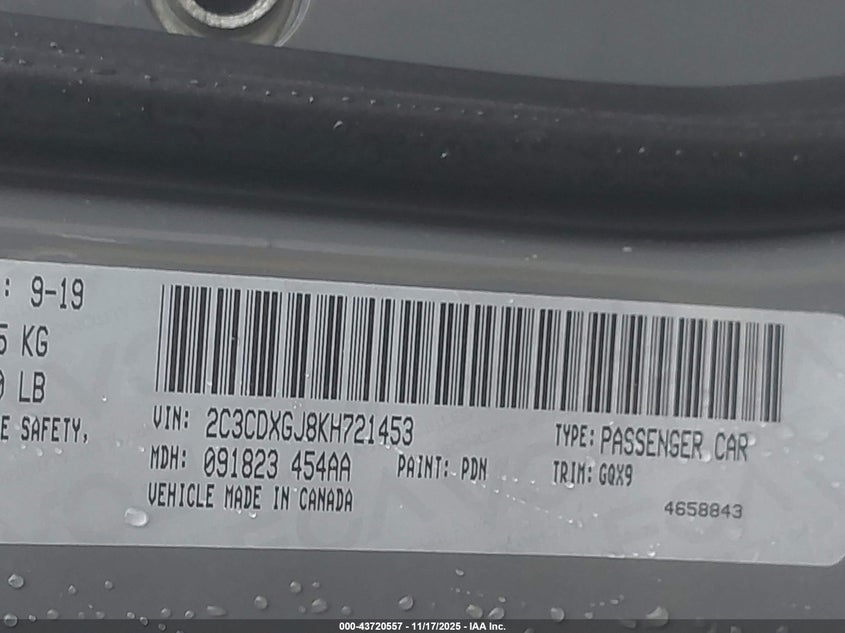 : 9-19
5 KG
0 LB
E SAFETY,
VIN: 2C3CDXGJ8KH721453
TYPE: PASSENGER CAR
MDH: 091823 454AA PAINT: PDN
TRIM: GQX9
VEHICLE MADE IN CANADA
4658843
000-43720557 - 11/17/2025 - IAA Inc.